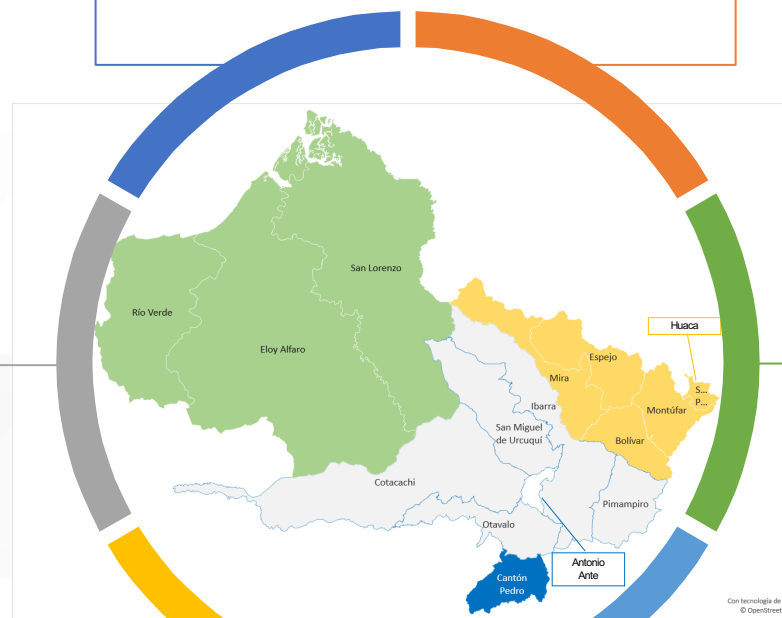 San Lorenzo
Río Verde
Huaca
Eloy Alfaro
Espejo
Mira
S...
P...
Ibarra
Montúfar
San Miguel
de Urcuquí
Bolívar
Cotacachi
Pimampiro
Otavalo
Antonio
Ante
Cantón
Pedro
Con tecnología de
© OpenStreet